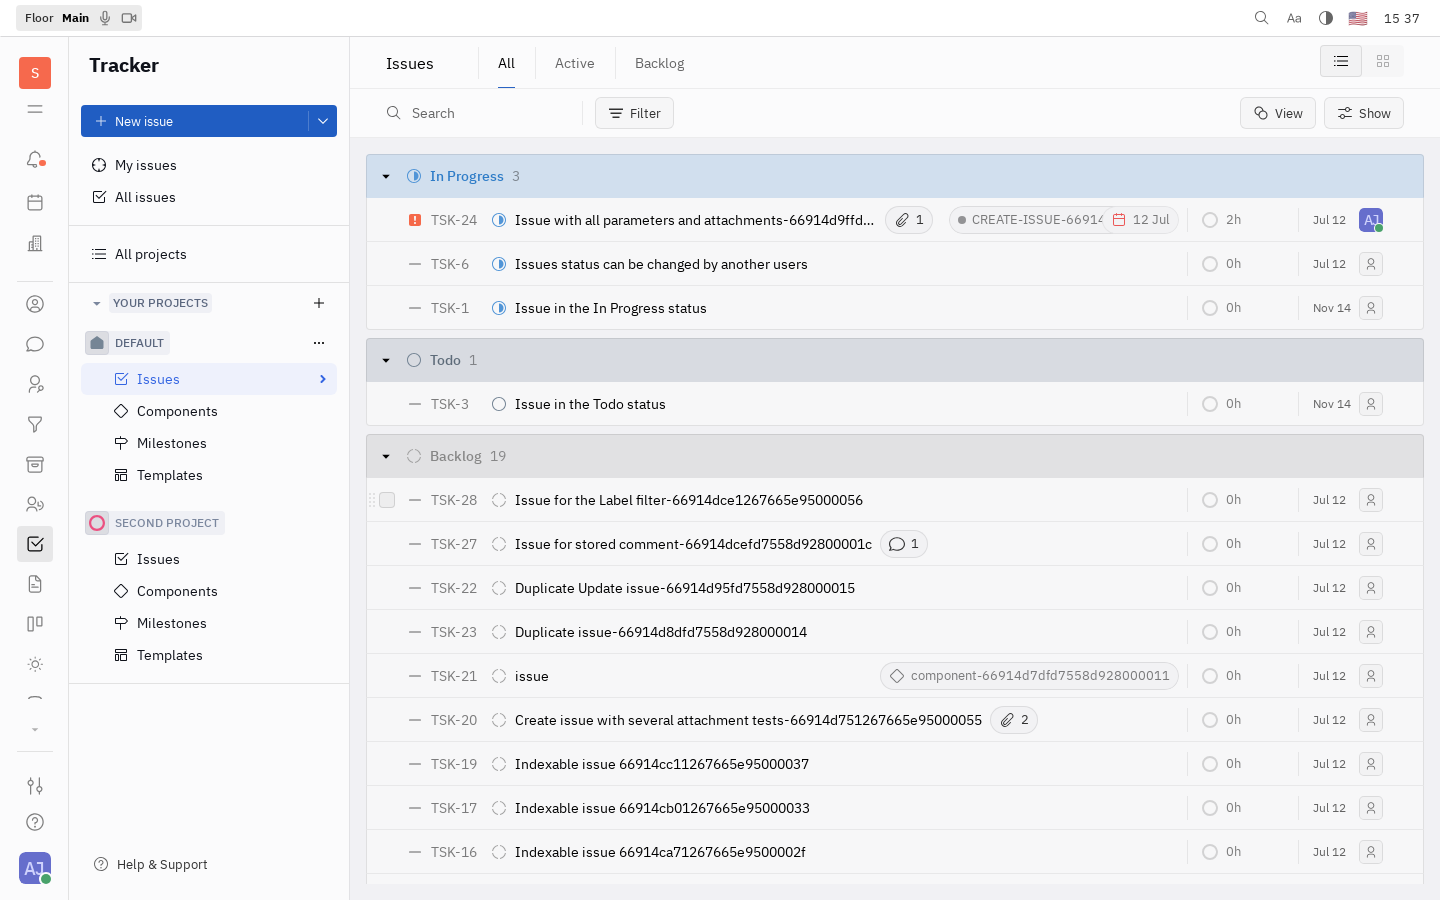 Floor Main
Aa
15 37
S
Tracker
New issue
My issues
All issues
All projects
YOUR PROJECTS
DEFAULT
Issues
Components
Milestones
Templates
SECOND PROJECT
Issues
Components
Milestones
Templates
Help & Support
AJ
Issues
All
Active
Backlog
Search
Filter
View
Show
In Progress 3
TSK-24 Issue with all parameters and attachments-66914d9ffd... 1 CREATE-ISSUE-66914 12 Jul 2h Jul 12 AJ
TSK-6 Issues status can be changed by another users 0h Jul 12
TSK-1 Issue in the In Progress status 0h Nov 14
Todo 1
TSK-3 Issue in the Todo status 0h Nov 14
Backlog 19
TSK-28 Issue for the Label filter-66914dce1267665e95000056 0h Jul 12
TSK-27 Issue for stored comment-66914dcefd7558d92800001c 1 0h Jul 12
TSK-22 Duplicate Update issue-66914d95fd7558d928000015 0h Jul 12
TSK-23 Duplicate issue-66914d8dfd7558d928000014 0h Jul 12
TSK-21 issue component-66914d7dfd7558d928000011 0h Jul 12
TSK-20 Create issue with several attachment tests-66914d751267665e95000055 2 0h Jul 12
TSK-19 Indexable issue 66914cc11267665e95000037 0h Jul 12
TSK-17 Indexable issue 66914cb01267665e95000033 0h Jul 12
TSK-16 Indexable issue 66914ca71267665e9500002f 0h Jul 12